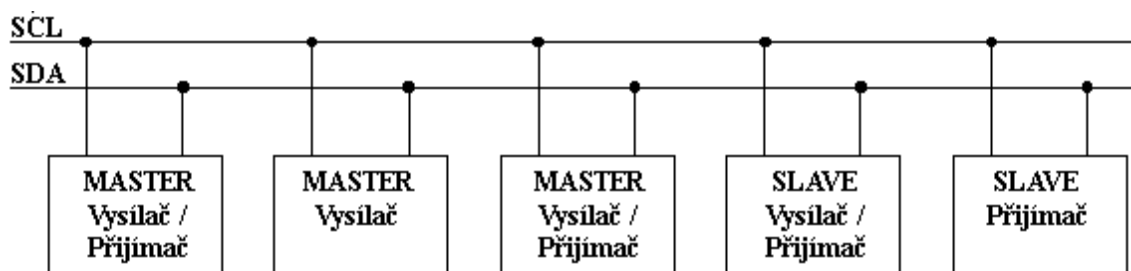 SCL
SDA
MASTER
Vysílač /
Přijímač
MASTER
Vysílač
MASTER
Vysílač /
Přijímač
SLAVE
Vysílač /
Přijímač
SLAVE
Přijímač